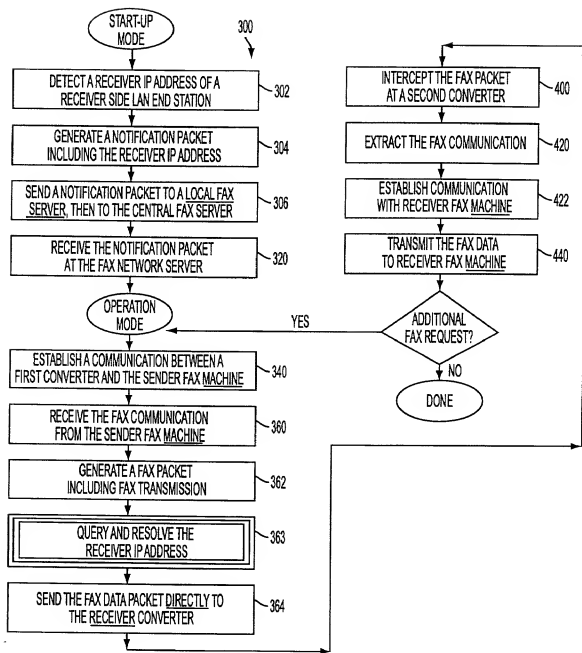 START-UP
MODE
300
DETECT A RECEIVER IP ADDRESS OF A
RECEIVER SIDE LAN END STATION
302
GENERATE A NOTIFICATION PACKET
INCLUDING THE RECEIVER IP ADDRESS
304
SEND A NOTIFICATION PACKET TO A LOCAL FAX
SERVER, THEN TO THE CENTRAL FAX SERVER
306
RECEIVE THE NOTIFICATION PACKET
AT THE FAX NETWORK SERVER
320
OPERATION
MODE
ESTABLISH A COMMUNICATION BETWEEN A
FIRST CONVERTER AND THE SENDER FAX MACHINE
340
RECEIVE THE FAX COMMUNICATION
FROM THE SENDER FAX MACHINE
360
GENERATE A FAX PACKET
INCLUDING FAX TRANSMISSION
362
QUERY AND RESOLVE THE
RECEIVER IP ADDRESS
363
SEND THE FAX DATA PACKET DIRECTLY TO
THE RECEIVER CONVERTER
364
INTERCEPT THE FAX PACKET
AT A SECOND CONVERTER
400
EXTRACT THE FAX COMMUNICATION
420
ESTABLISH COMMUNICATION
WITH RECEIVER FAX MACHINE
422
TRANSMIT THE FAX DATA
TO RECEIVER FAX MACHINE
440
ADDITIONAL
FAX REQUEST?
YES
NO
DONE